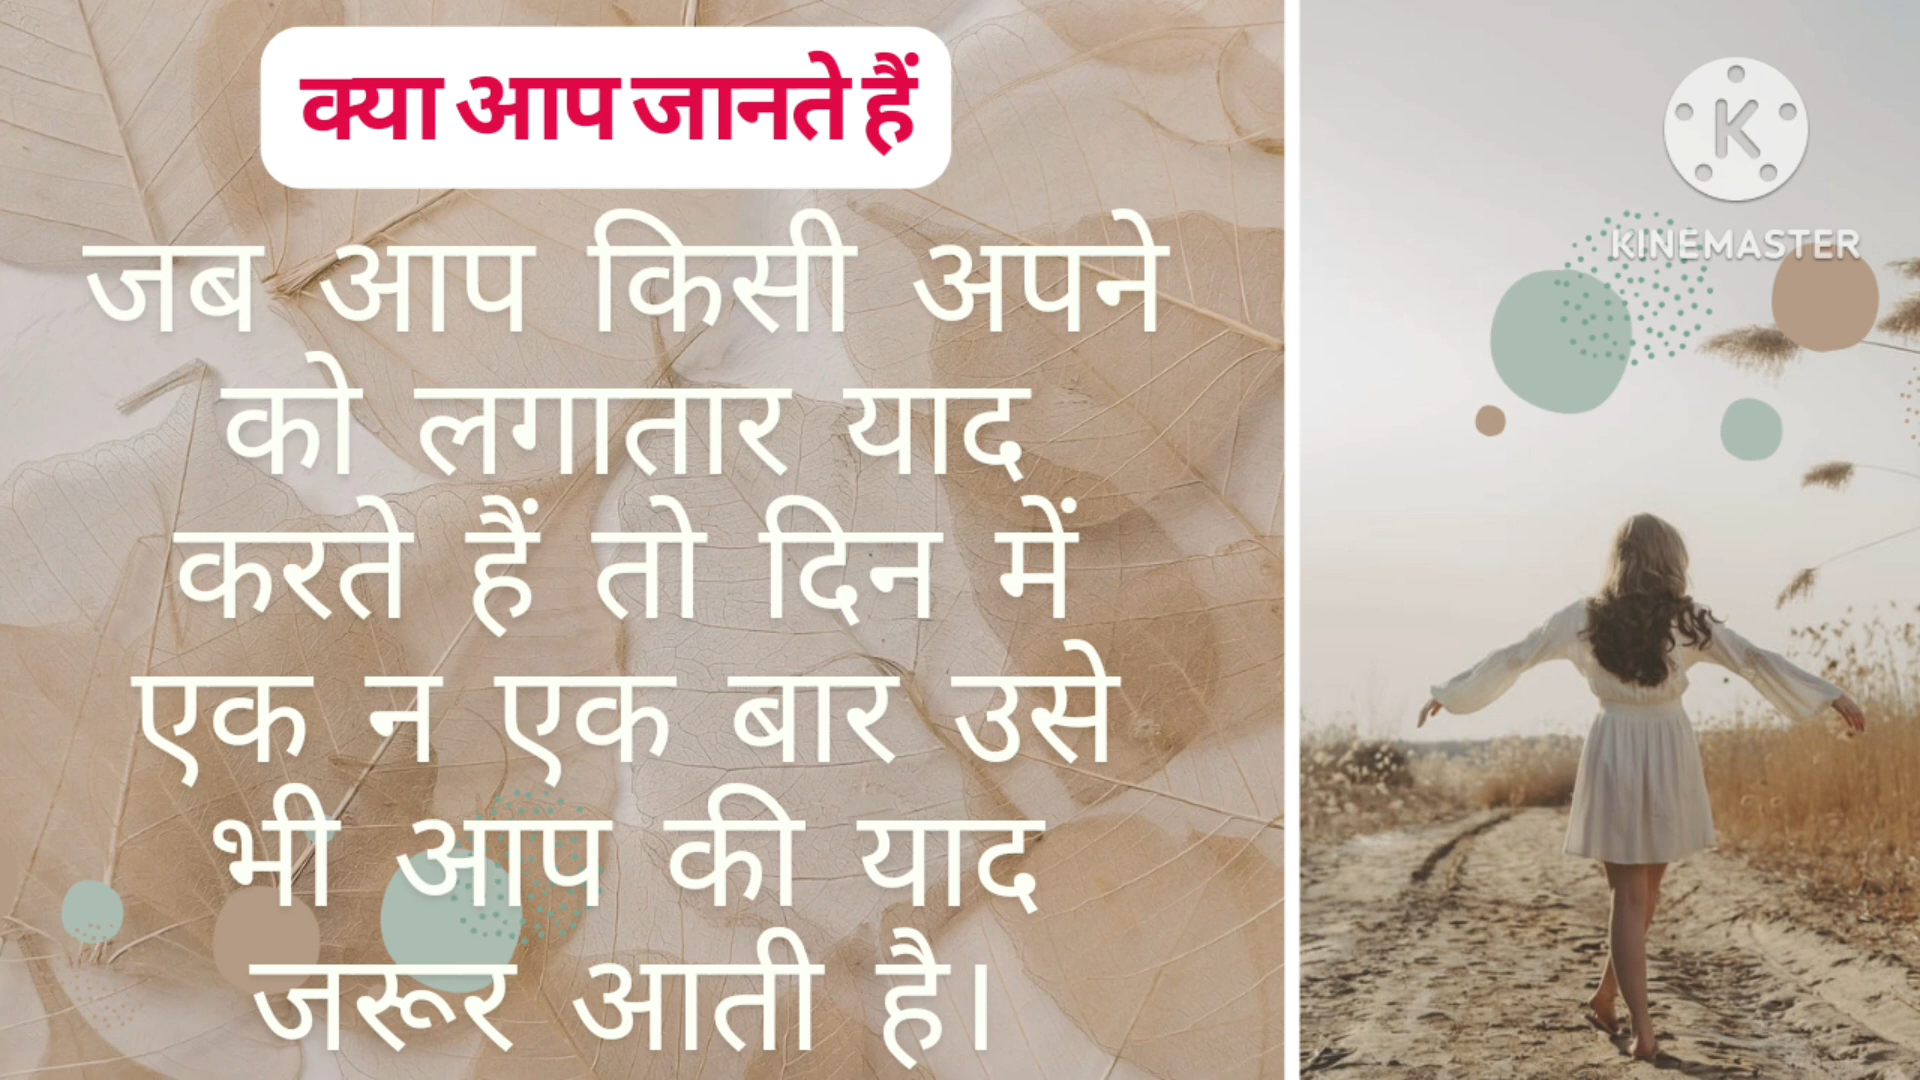 क्या आप जानते हैं
जब आप किसी अपने
को लगातार याद
करते हैं तो दिन में
एक न एक बार उसे
भी आप की याद
जरूर आती है।
K
KINEMASTER